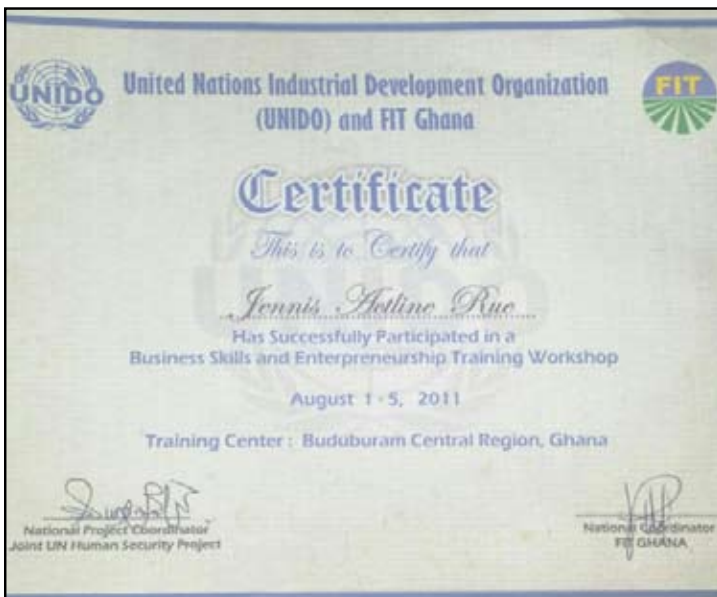 UNIDO
United Nations Industrial Development Organization
(UNIDO) and FIT Ghana
FIT
Certificate
This is to Certify that
Jennis
Has Successfully Participated in a
Business Skills and Enterpreneurship Training Workshop
August 1-5, 2011
Training Center : Buduburam Central Region, Ghana
National Project Coordinator
Joint UN Human Security Project
National Coordinator
FIT GHANA